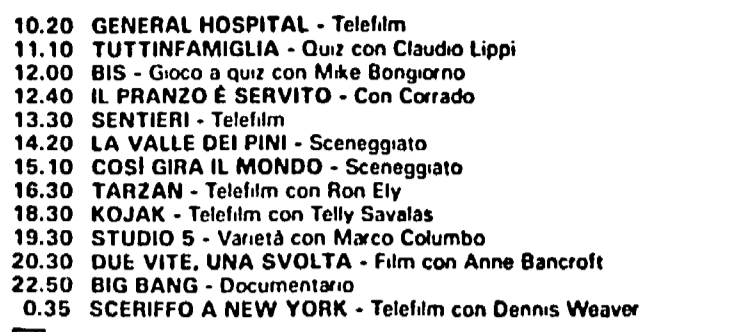 10.20 GENERAL HOSPITAL - Telefilm
11.10 TUTTINFAMIGLIA - Quiz con Claudio Lippi
12.00 BIS - Gioco a quiz con Mike Bongiorno
12.40 IL PRANZO È SERVITO - Con Corrado
13.30 SENTIERI - Telefilm
14.20 LA VALLE DEI PINI - Sceneggiato
15.10 COSÌ GIRA IL MONDO - Sceneggiato
16.30 TARZAN - Telefilm con Ron Ely
18.30 KOJAK - Telefilm con Telly Savalas
19.30 STUDIO 5 - Varietà con Marco Columbo
20.30 DUE VITE, UNA SVOLTA - Film con Anne Bancroft
22.50 BIG BANG - Documentario
0.35 SCERIFFO A NEW YORK - Telefilm con Dennis Weaver